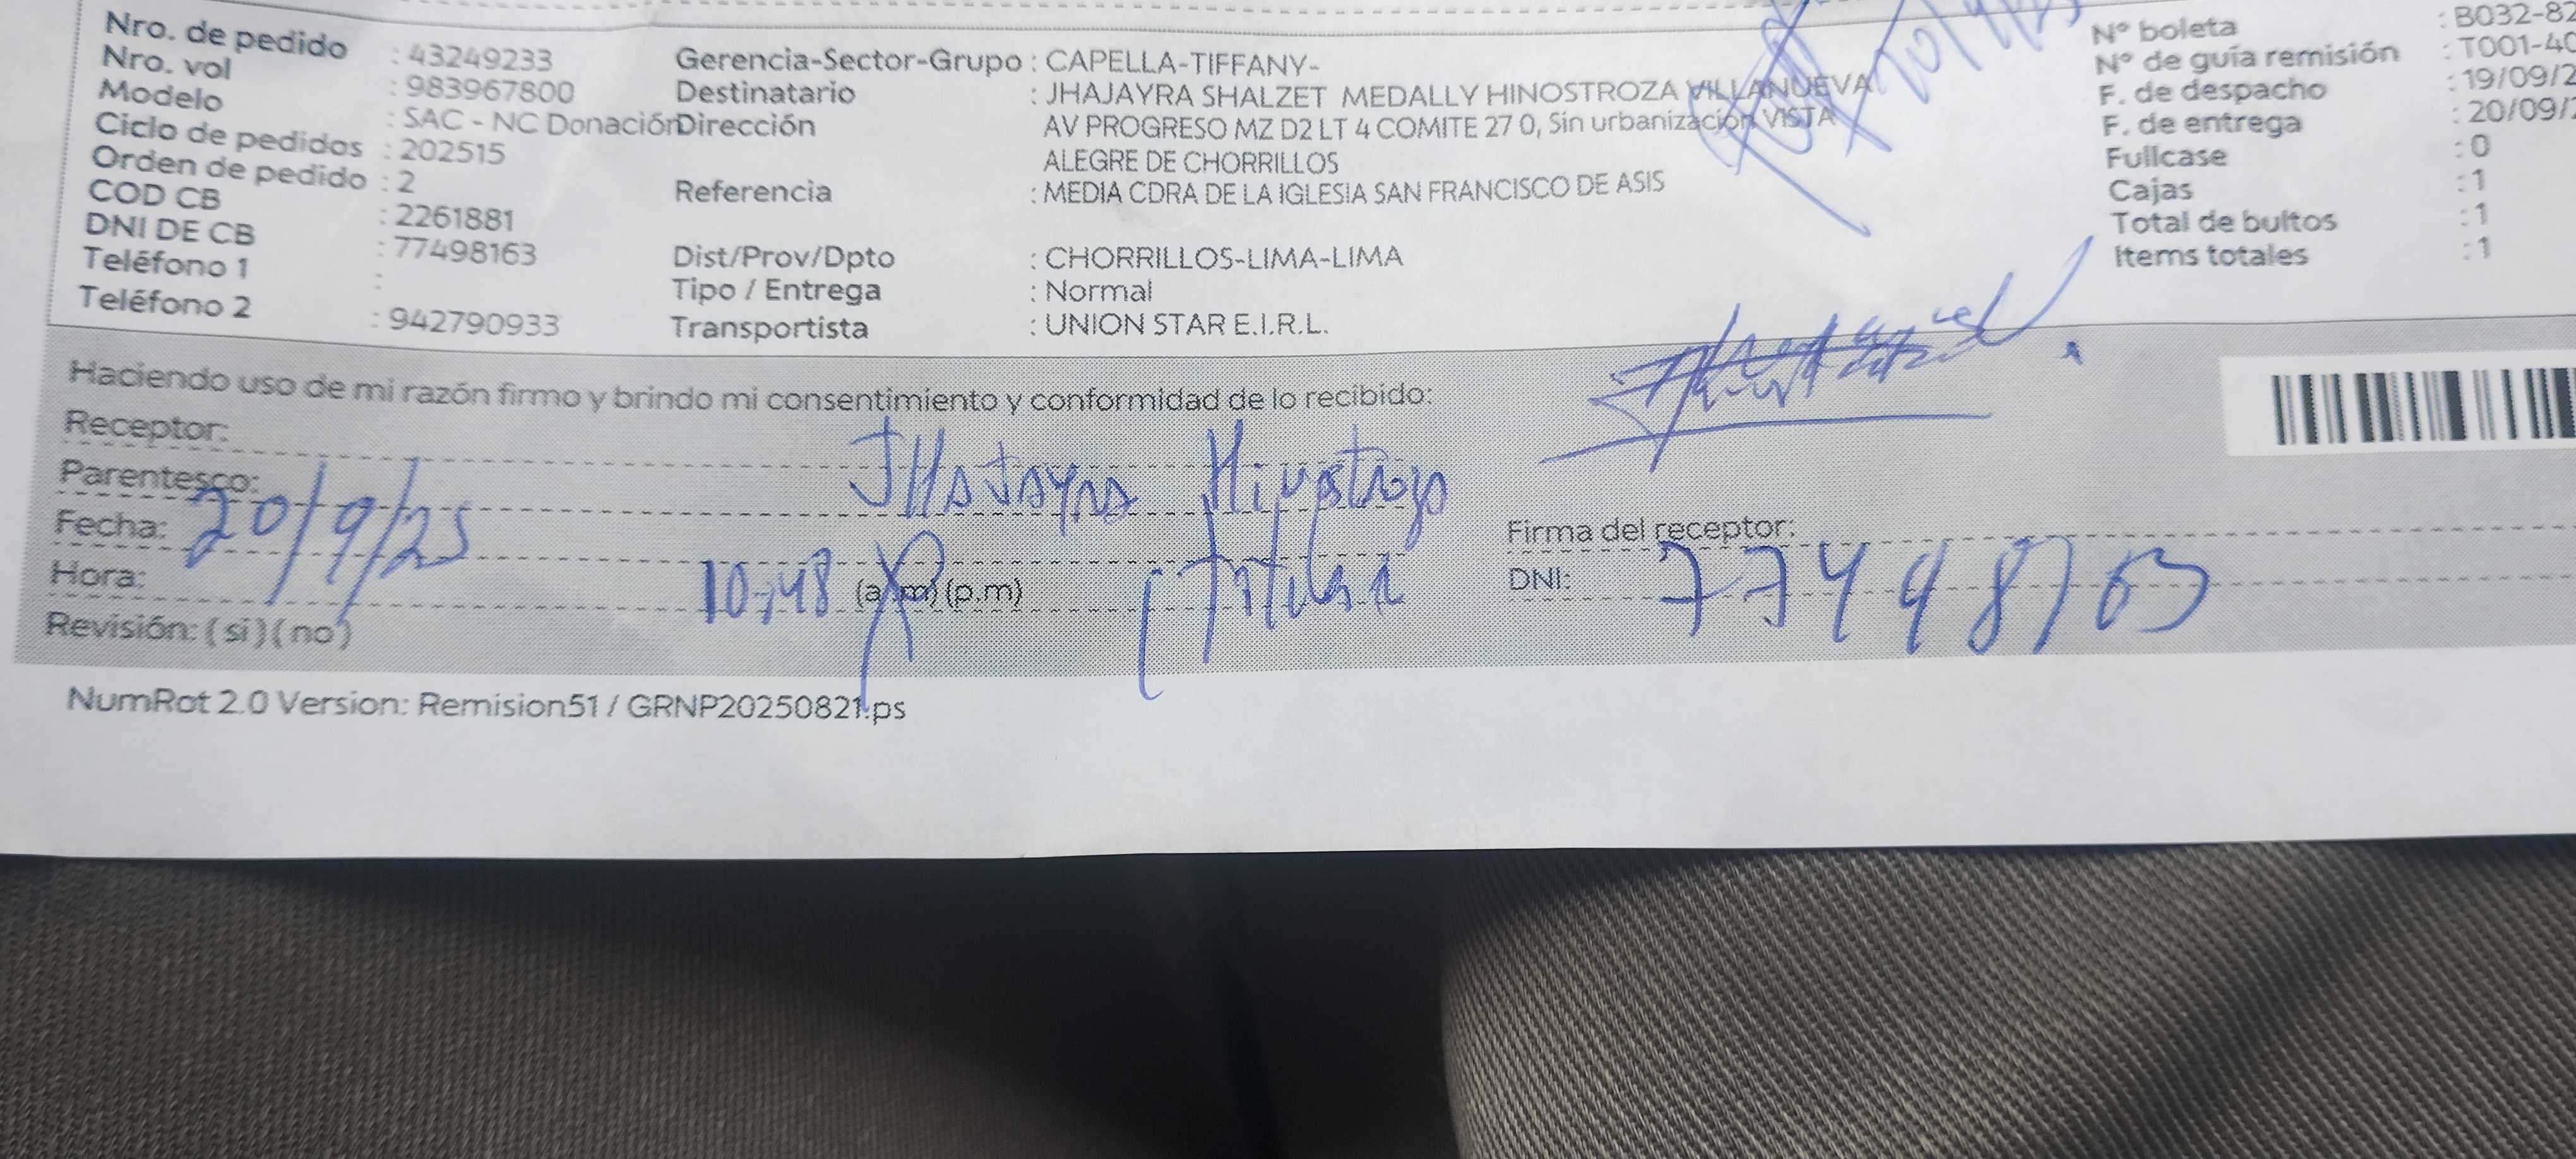 Nro. de pedido : 43249233
Nro. vol : 983967800
Modelo : SAC - NC Donación
Ciclo de pedidos : 202515
Orden de pedido : 2
COD CB : 2261881
DNI DE CB : 77498163
Teléfono 1 :
Teléfono 2 : 942790933
Gerencia-Sector-Grupo : CAPELLA-TIFFANY-
Destinatario : JHAJAYRA SHALZET MEDALLY HINOSTROZA VILLANUEVA
Dirección AV PROGRESO MZ D2 LT 4 COMITE 27 0, Sin urbanización VISTA
ALEGRE DE CHORRILLOS
Referencia : MEDIA CDRA DE LA IGLESIA SAN FRANCISCO DE ASIS
Dist/Prov/Dpto : CHORRILLOS-LIMA-LIMA
Tipo / Entrega : Normal
Transportista : UNION STAR E.I.R.L.
20/9/25
N° boleta : B032-82
N° de guía remisión : T001-40
F. de despacho : 19/09/2
F. de entrega : 20/09/2
Fullcase : 0
Cajas : 1
Total de bultos : 1
Items totales : 1
Haciendo uso de mi razón firmo y brindo mi consentimiento y conformidad de lo recibido:
Receptor: JHaJayra Hinostroza
Parentesco: (Titular
Fecha: 20/9/25
Hora: 10:48 (a.m) (p.m)
Revisión: ( si ) ( no )
Firma del receptor:
DNI: 77498163
NumRot 2.0 Version: Remision51 / GRNP20250821.ps